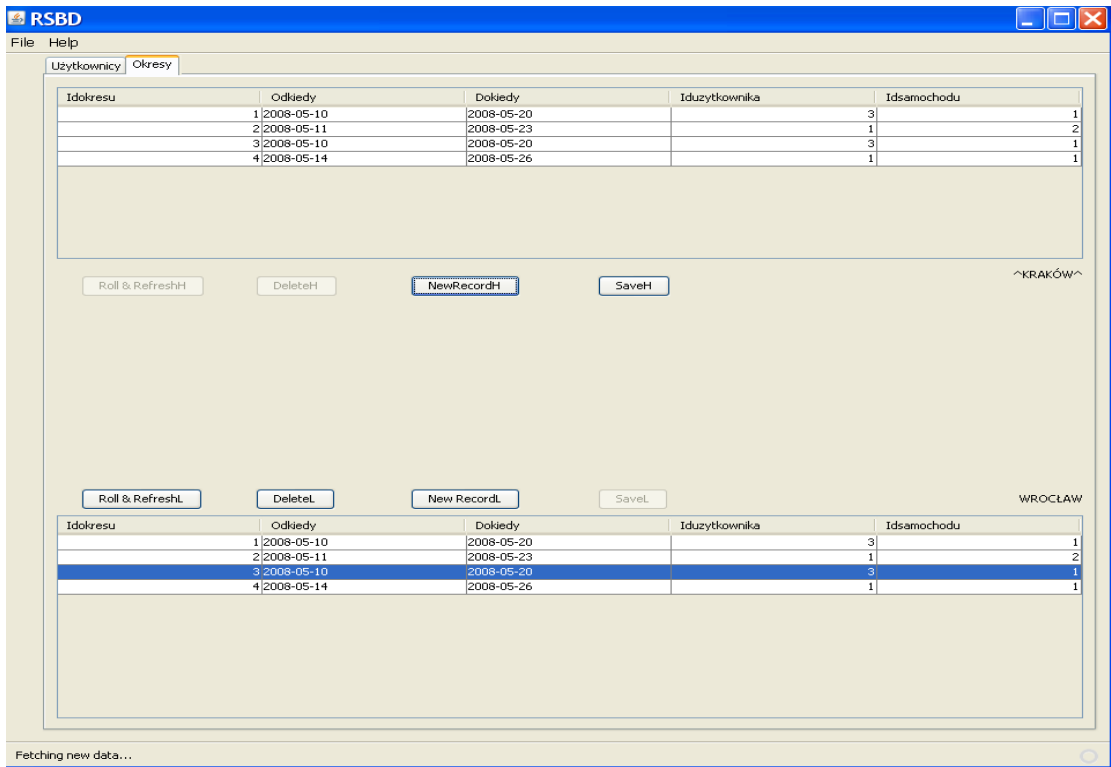 RSBD
File Help
Użytkownicy Okresy
Idokresu Odkiedy Dokiedy Iduzytkownika Idsamochodu
1 2008-05-10 2008-05-20 3 1
2 2008-05-11 2008-05-23 1 2
3 2008-05-10 2008-05-20 3 1
4 2008-05-14 2008-05-26 1 1
^KRAKÓW^
Roll & RefreshH DeleteH NewRecordH SaveH
Roll & RefreshL DeleteL New RecordL SaveL WROCŁAW
Idokresu Odkiedy Dokiedy Iduzytkownika Idsamochodu
1 2008-05-10 2008-05-20 3 1
2 2008-05-11 2008-05-23 1 2
3 2008-05-10 2008-05-20 3 1
4 2008-05-14 2008-05-26 1 1
Fetching new data...